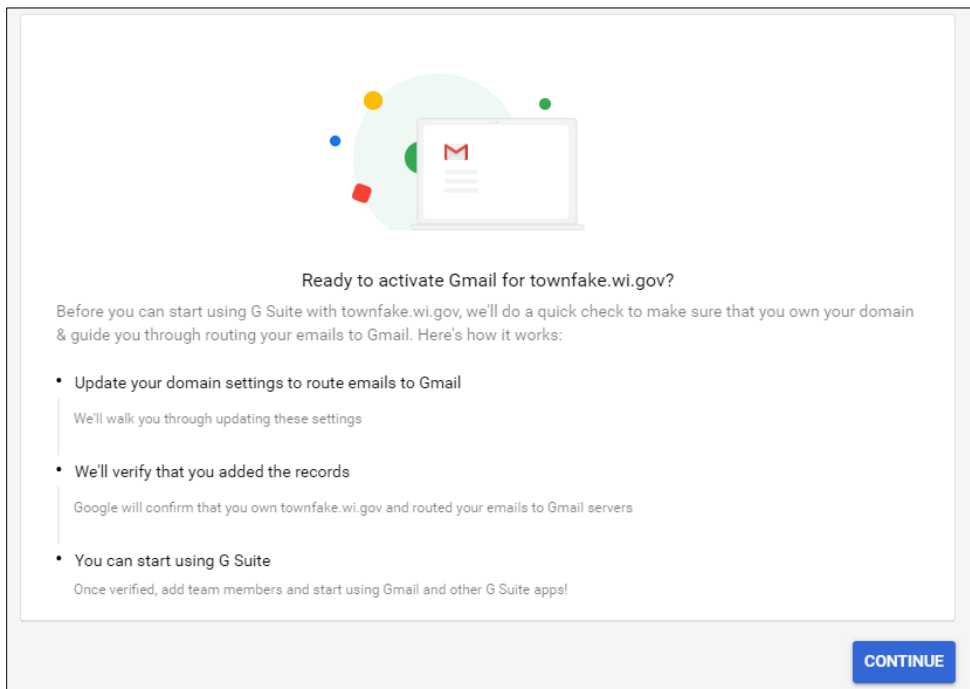 Ready to activate Gmail for townfake.wi.gov?
Before you can start using G Suite with townfake.wi.gov, we'll do a quick check to make sure that you own your domain
& guide you through routing your emails to Gmail. Here's how it works:
• Update your domain settings to route emails to Gmail
We'll walk you through updating these settings
• We'll verify that you added the records
Google will confirm that you own townfake.wi.gov and routed your emails to Gmail servers
• You can start using G Suite
Once verified, add team members and start using Gmail and other G Suite apps!
CONTINUE